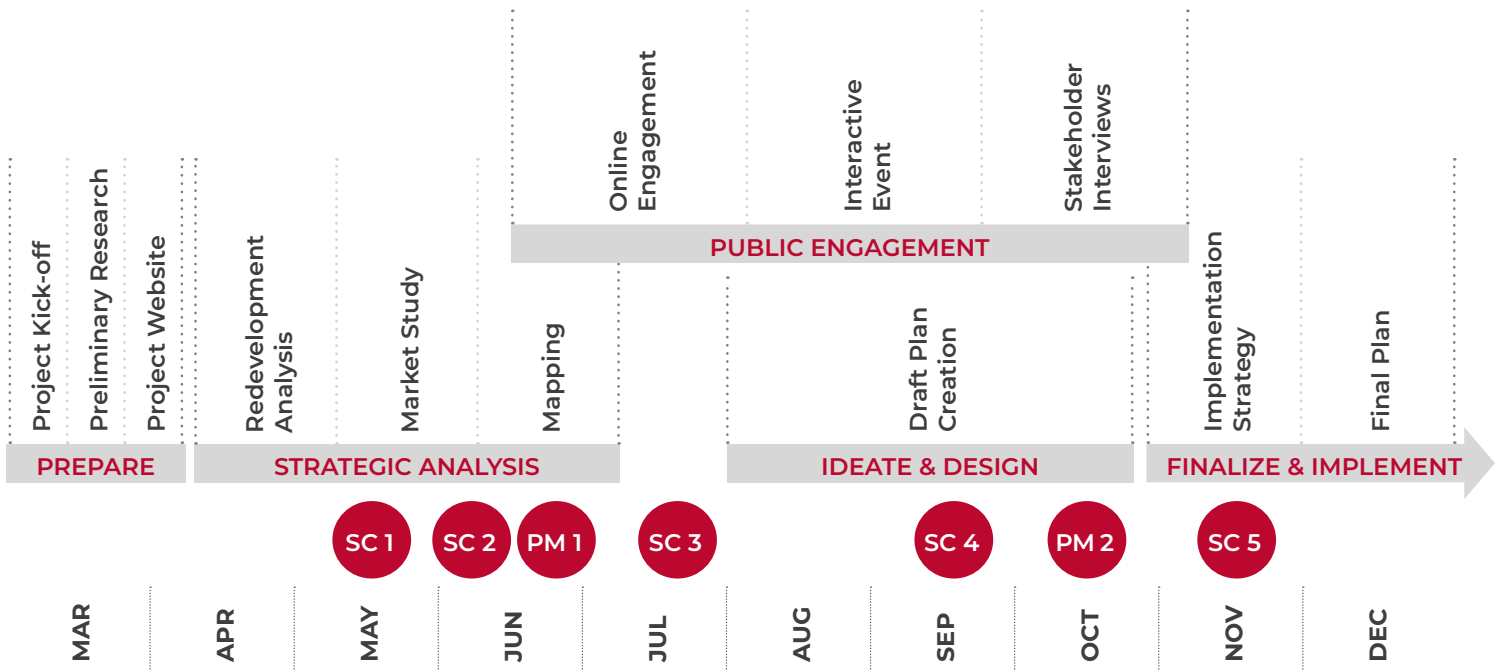 Online
Engagement
Interactive
Event
Stakeholder
Interviews
PUBLIC ENGAGEMENT
Project Kick-off
Preliminary Research
Project Website
Redevelopment
Analysis
Market Study
Mapping
Draft Plan
Creation
Implementation
Strategy
Final Plan
PREPARE
STRATEGIC ANALYSIS
IDEATE & DESIGN
FINALIZE & IMPLEMENT
SC 1
SC 2
PM 1
SC 3
SC 4
PM 2
SC 5
MAR
APR
MAY
JUN
JUL
AUG
SEP
OCT
NOV
DEC